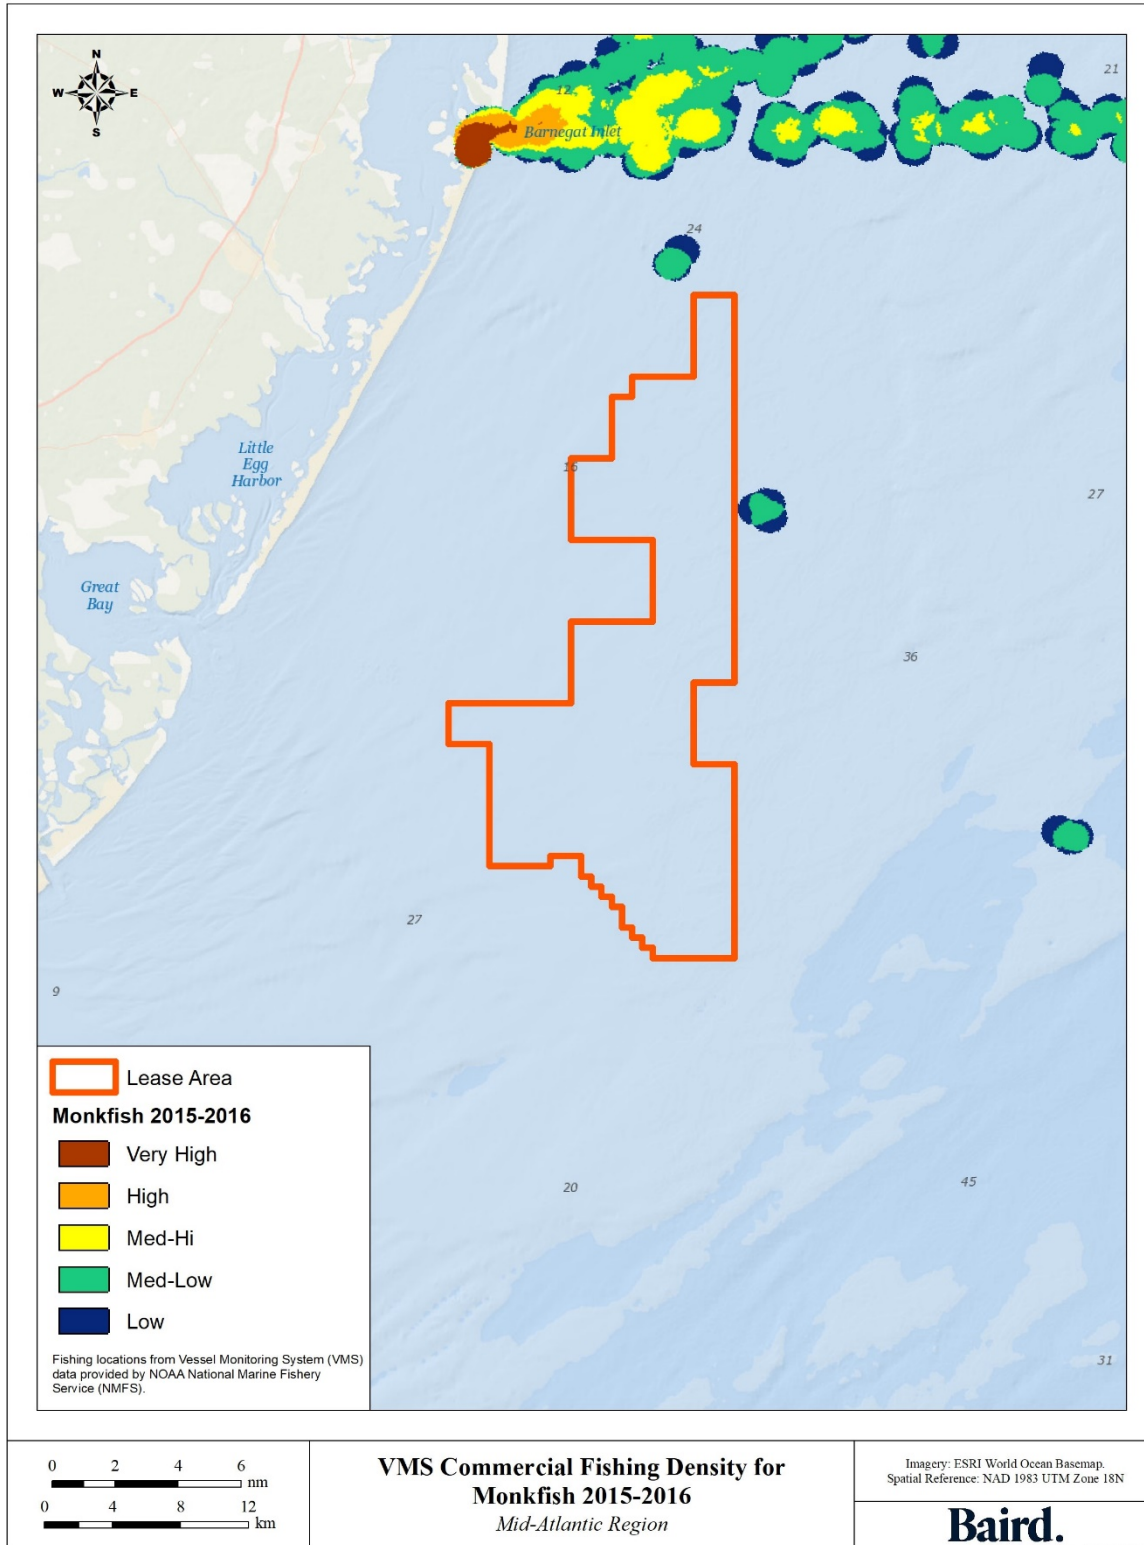 N
W E
S
21
12
Barnegat Inlet
24
16
Little
Egg
Harbor
27
Great
Bay
36
27
9
20
45
31
Lease Area
Monkfish 2015-2016
Very High
High
Med-Hi
Med-Low
Low
Fishing locations from Vessel Monitoring System (VMS)
data provided by NOAA National Marine Fishery
Service (NMFS).
0 2 4 6
nm
0 4 8 12
km
VMS Commercial Fishing Density for
Monkfish 2015-2016
Mid-Atlantic Region
Imagery: ESRI World Ocean Basemap.
Spatial Reference: NAD 1983 UTM Zone 18N
Baird.